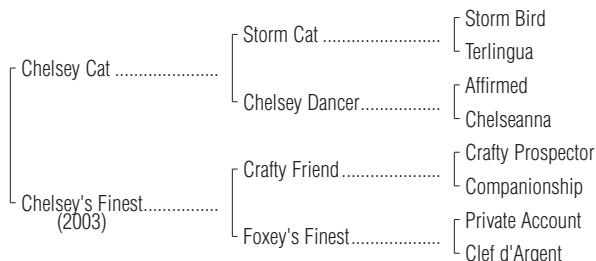 Storm Bird
Storm Cat ........................
Terlingua
Chelsey Cat .....................
Affirmed
Chelsey Dancer................
Chelseanna
Crafty Prospector
Crafty Friend....................
Companionship
Chelsey's Finest...............
(2003)
Private Account
Foxey's Finest..................
Clef d'Argent